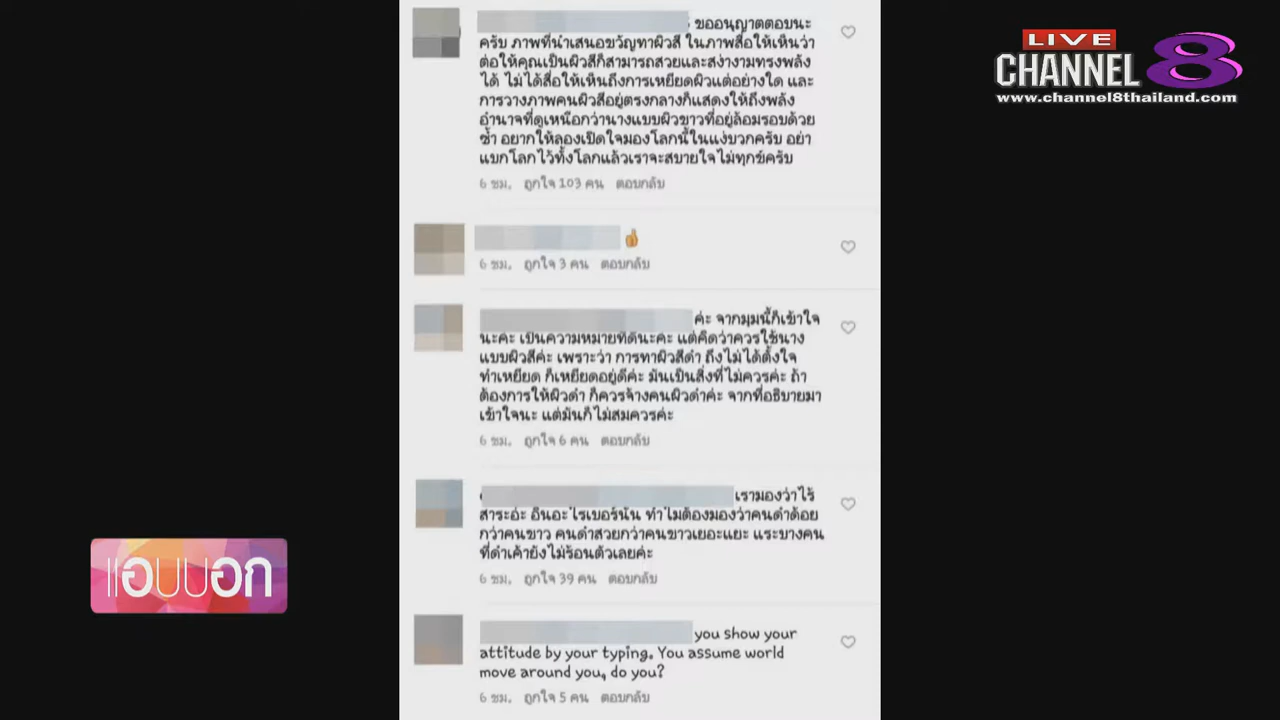 ขออนุญาตตอบนะ
ครับ ภาพที่นำเสนอขวัญทาผิวสี ในภาพสื่อให้เห็นว่า
ต่อให้คุณเป็นผิวสีก็สามารถสวยและสง่างามทรงพลัง
ได้ ไม่ได้สื่อให้เห็นถึงการเหยียดผิวแต่อย่างใด และ
การวางภาพคนผิวสีอยู่ตรงกลางก็แสดงให้ถึงพลัง
อำนาจที่ดูเหนือกว่านางแบบผิวขาวที่อยู่ล้อมรอบด้วย
ซ้ำ อยากให้ลองเปิดใจมองโลกนี้ในแง่บวกครับ อย่า
แบกโลกไว้ทั้งโลกแล้วเราจะสบายใจไม่ทุกข์ครับ
6 ชม. ถูกใจ 103 คน ตอบกลับ
👍
6 ชม. ถูกใจ 3 คน ตอบกลับ
ค่ะ จากมุมนี้ก็เข้าใจ
นะคะ เป็นความหมายที่ดีนะคะ แต่คิดว่าควรใช้นาง
แบบผิวสีค่ะ เพราะว่า การทาผิวสีดำ ถึงไม่ได้ตั้งใจ
ทำเหยียด ก็เหยียดอยู่ดีค่ะ มันเป็นสิ่งที่ไม่ควรค่ะ ถ้า
ต้องการให้ผิวดำ ก็ควรจ้างคนผิวดำค่ะ จากที่อธิบายมา
เข้าใจนะ แต่มันก็ไม่สมควรค่ะ
6 ชม. ถูกใจ 6 คน ตอบกลับ
เรามองว่าไร้
สาระอ่ะ อินอะไรเบอร์นั้น ทำไมต้องมองว่าคนดำด้อย
กว่าคนขาว คนดำสวยกว่าคนขาวเยอะแยะ แระบางคน
ที่ดำเค้ายังไม่ร้อนตัวเลยค่ะ
6 ชม. ถูกใจ 39 คน ตอบกลับ
you show your
attitude by your typing. You assume world
move around you, do you?
6 ชม. ถูกใจ 5 คน ตอบกลับ
LIVE
CHANNEL 8
www.channel8thailand.com
แอบบอก